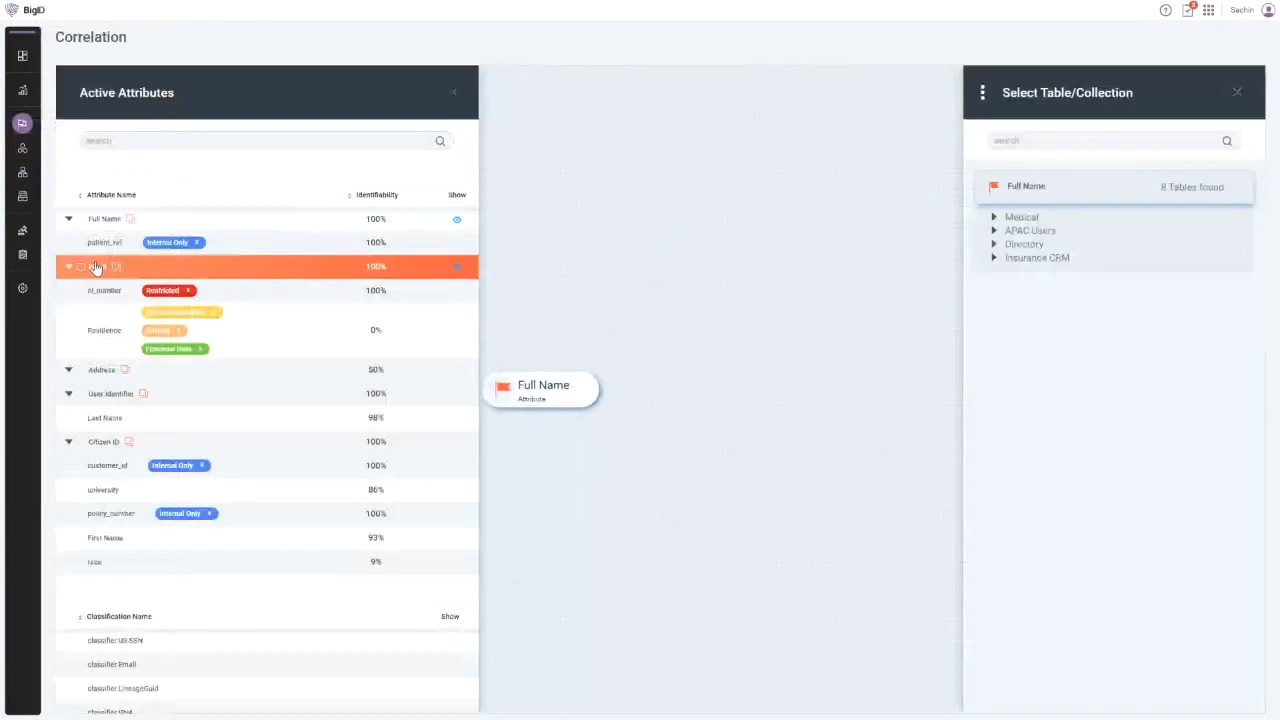 BigID
3
Sachin
Correlation
Active Attributes
search
Attribute Name Identifiability Show
Full Name 100%
patient_ref Internal Only x 100%
100%
nl_number Restricted x 100%
Residence 0%
Financial Data x
Address 50%
User Identifier 100%
Last Name 98%
Citizen ID 100%
customer_id Internal Only x 100%
university 86%
policy_number Internal Only x 100%
First Name 93%
race 9%
Classification Name Show
classifier.US SSN
classifier.Email
classifier.LineageGuid
classifier.IPv4
Full Name
Attribute
Select Table/Collection
search
Full Name 8 Tables found
Medical
APAC Users
Directory
Insurance CRM